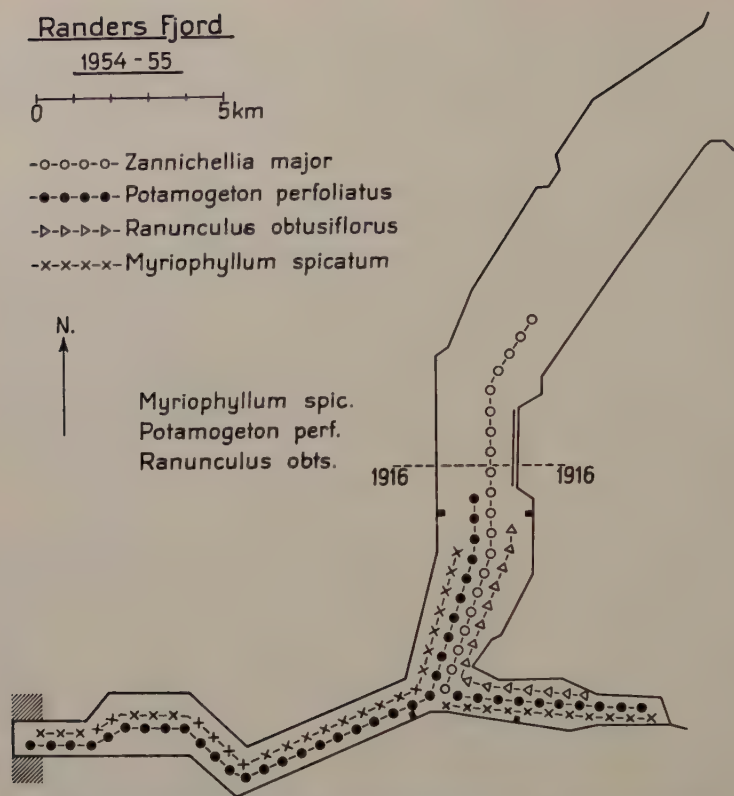 Randers Fjord
1954 - 55
0 5km
Zannichellia major
Potamogeton perfoliatus
Ranunculus obtusiflorus
Myriophyllum spicatum
N.
Myriophyllum spic.
Potamogeton perf.
Ranunculus obts.
1916 1916